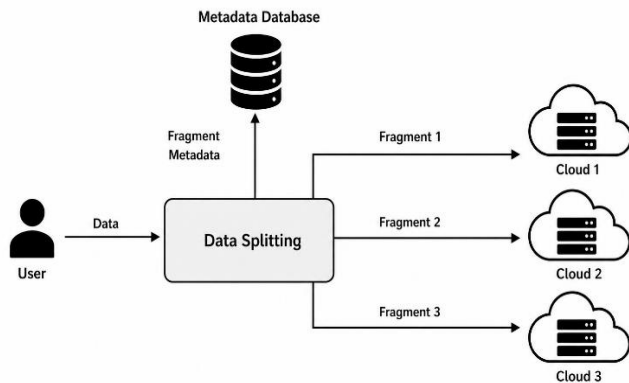 Metadata Database
Fragment
Metadata
Fragment 1
Cloud 1
Data
Data Splitting
Fragment 2
User
Cloud 2
Fragment 3
Cloud 3